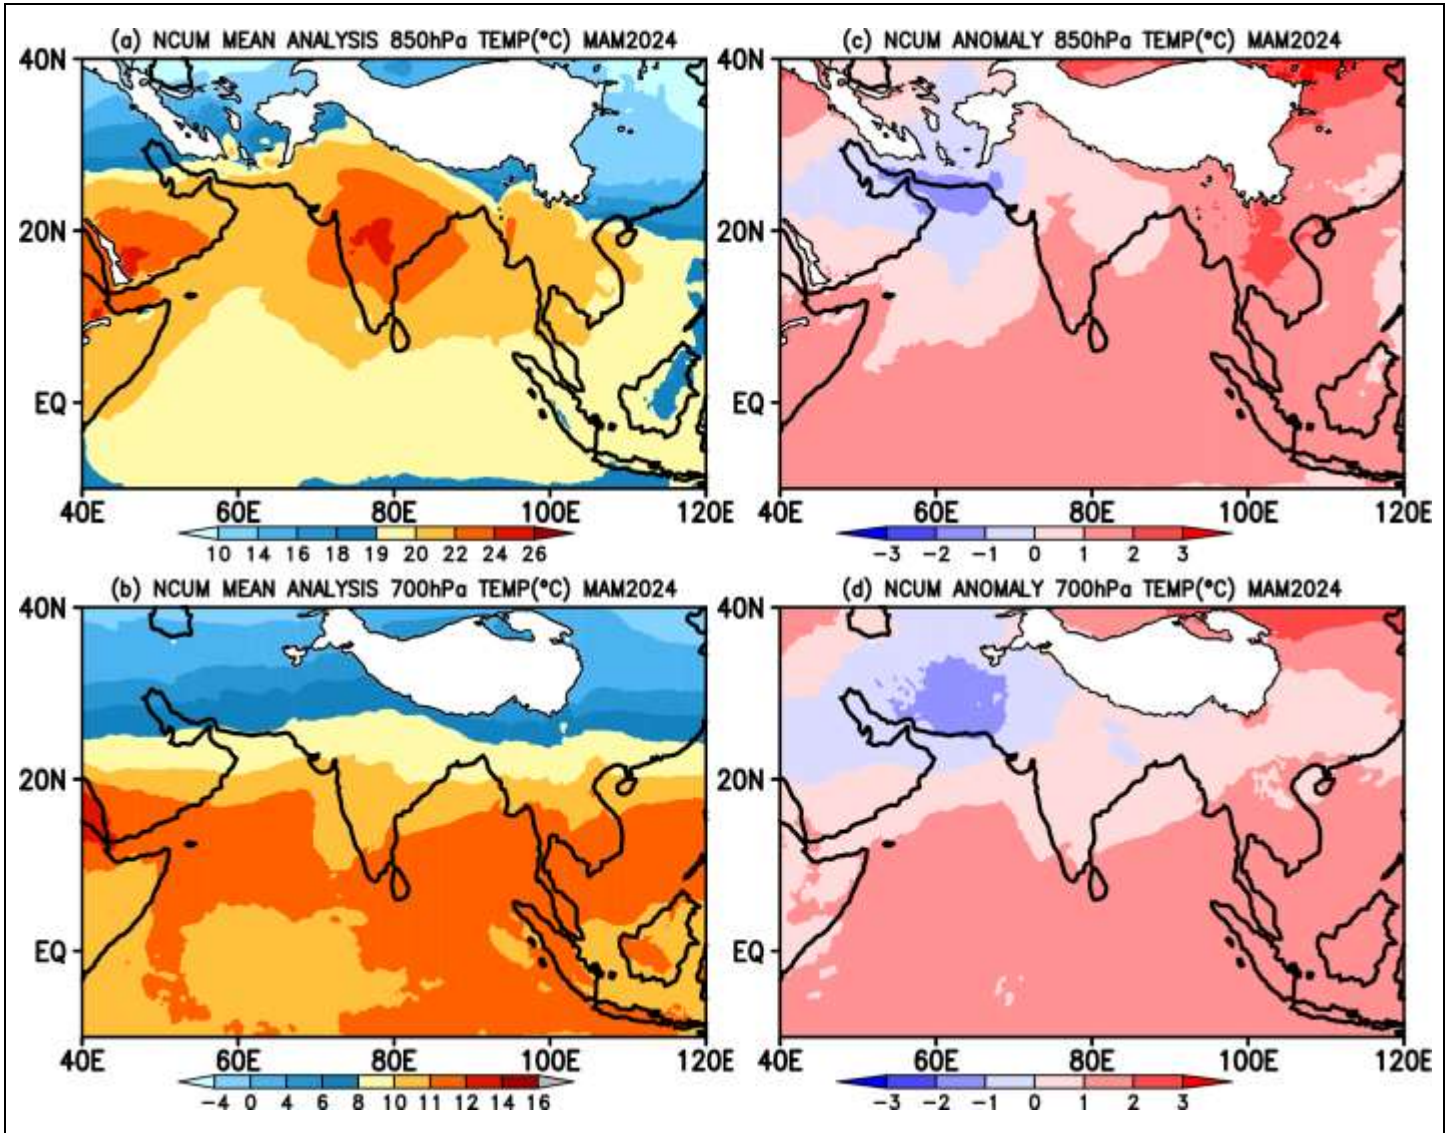 (a) NCUM MEAN ANALYSIS 850hPa TEMP(°C) MAM2024
40N
20N
EQ
40E 60E 80E 100E 120E
10 14 16 18 19 20 22 24 26
(c) NCUM ANOMALY 850hPa TEMP(°C) MAM2024
40N
20N
EQ
40E 60E 80E 100E 120E
-3 -2 -1 0 1 2 3
(b) NCUM MEAN ANALYSIS 700hPa TEMP(°C) MAM2024
40N
20N
EQ
40E 60E 80E 100E 120E
-4 0 4 6 8 10 11 12 14 16
(d) NCUM ANOMALY 700hPa TEMP(°C) MAM2024
40N
20N
EQ
40E 60E 80E 100E 120E
-3 -2 -1 0 1 2 3